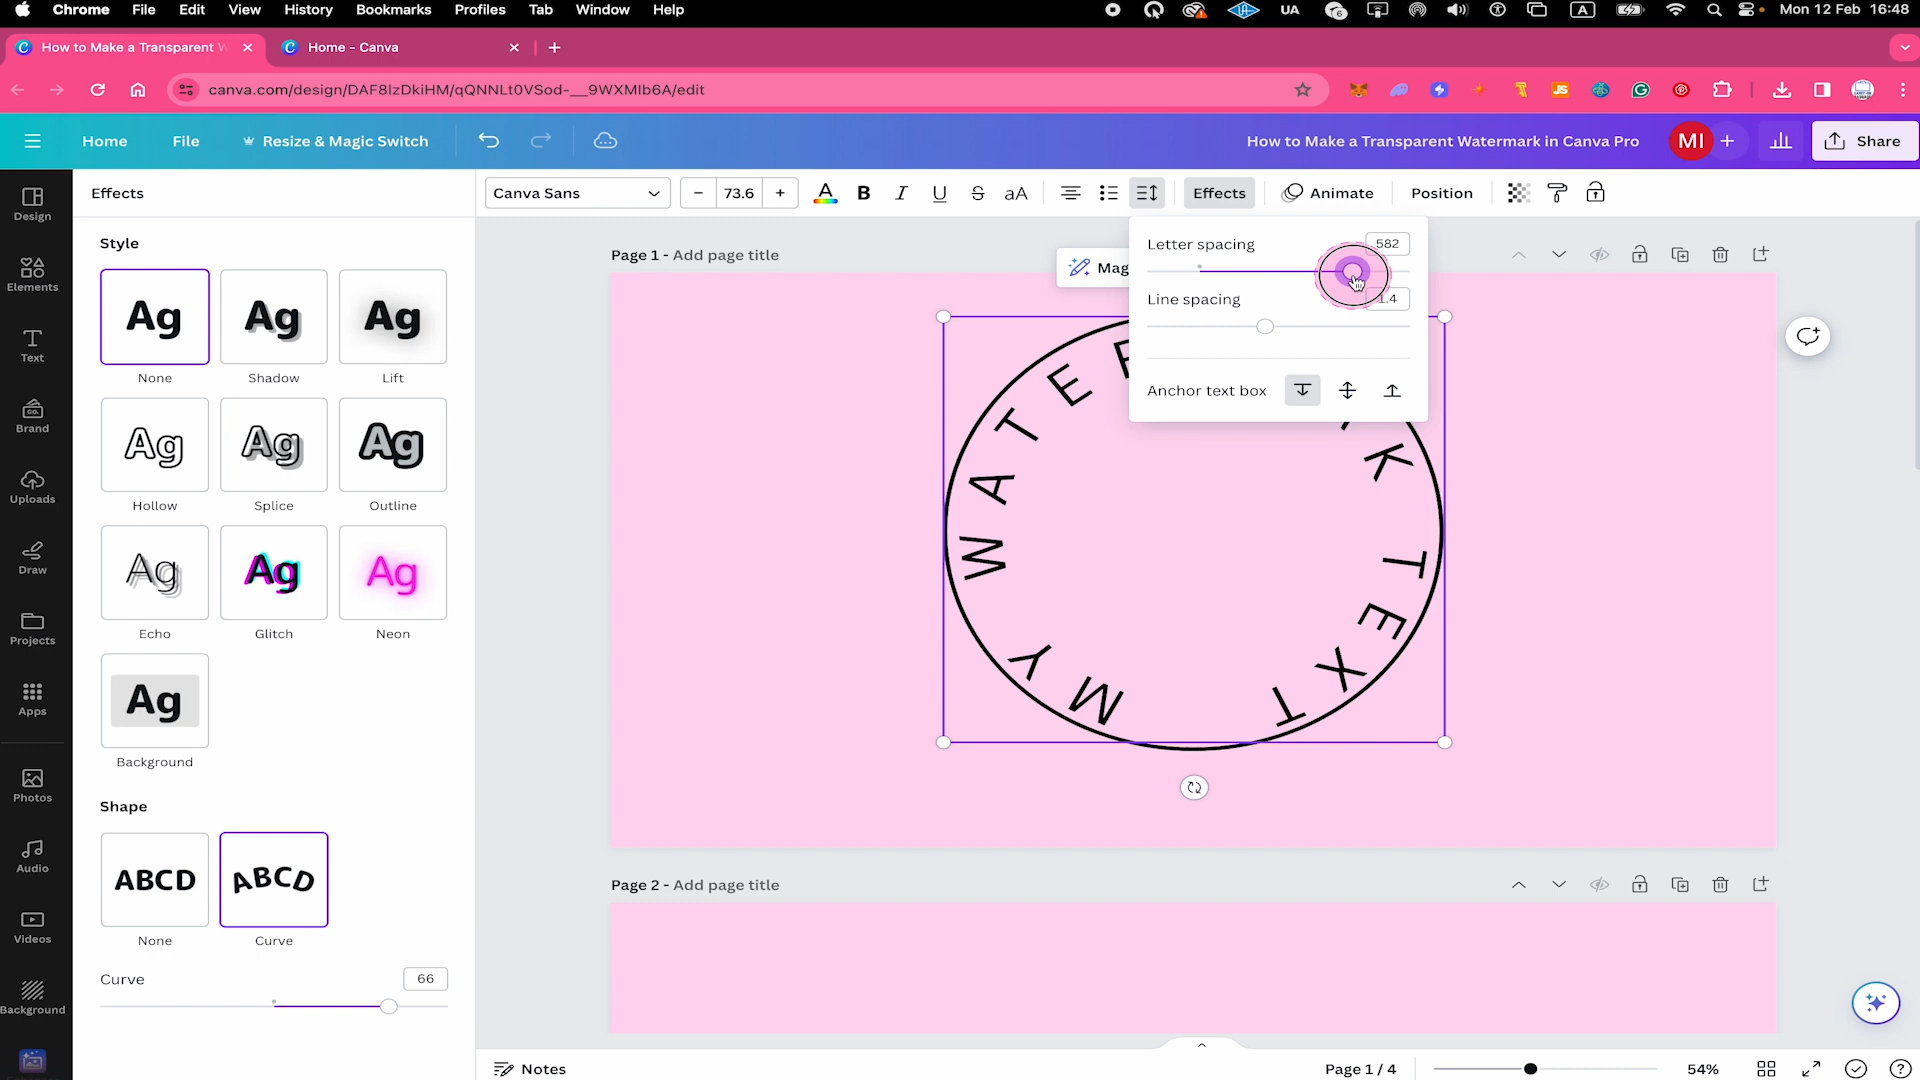 Chrome File Edit View History Bookmarks Profiles Tab Window Help UA 6 A Mon 12 Feb 16:48
How to Make a Transparent W Home - Canva
canva.com/design/DAF8IzDkiHM/qQNNLt0VSod-__9WXMIb6A/edit
Home File Resize & Magic Switch How to Make a Transparent Watermark in Canva Pro MI Share
Design
Elements
Text
Brand
Uploads
Draw
Projects
Apps
Photos
Audio
Videos
Background
Effects
Style
Ag Ag Ag
None Shadow Lift
Ag Ag Ag
Hollow Splice Outline
Ag Ag Ag
Echo Glitch Neon
Ag
Background
Shape
ABCD ABCD
None Curve
Curve 66
Canva Sans 73.6 A B I U S aA Effects Animate Position
Letter spacing 582
Line spacing 1.4
Anchor text box
Page 1 - Add page title
Mag
MY WATER K TEXT
Page 2 - Add page title
Notes Page 1 / 4 54%